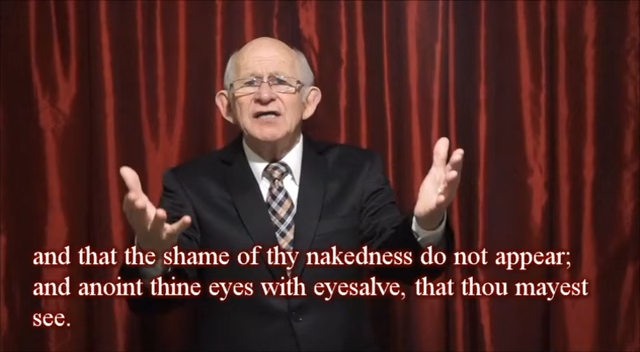 and that the shame of thy nakedness do not appear;
and anoint thine eyes with eyesalve, that thou mayest
see.